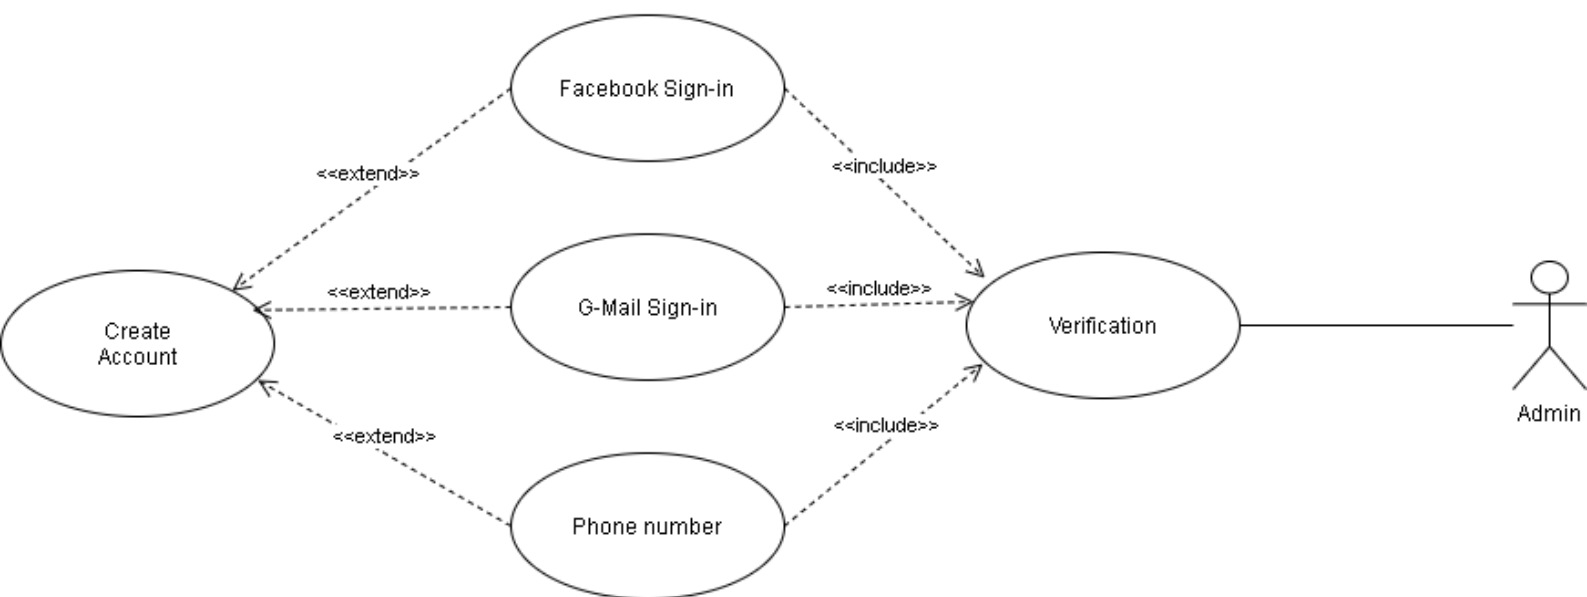 Facebook Sign-in
<<extend>>
<<include>>
G-Mail Sign-in
<<extend>>
<<include>>
Create
Account
Verification
<<extend>>
<<include>>
Phone number
Admin